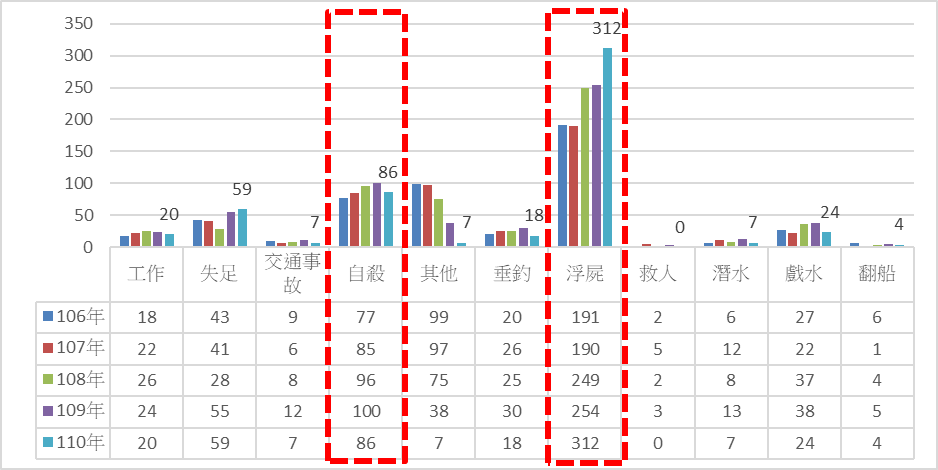 350
300
250
200
150
100
50
0
20 59 7 86 7 18 312 0 7 24 4
工作 失足 交通事故 自殺 其他 垂釣 浮屍 救人 潛水 戲水 翻船
106年 18 43 9 77 99 20 191 2 6 27 6
107年 22 41 6 85 97 26 190 5 12 22 1
108年 26 28 8 96 75 25 249 2 8 37 4
109年 24 55 12 100 38 30 254 3 13 38 5
110年 20 59 7 86 7 18 312 0 7 24 4